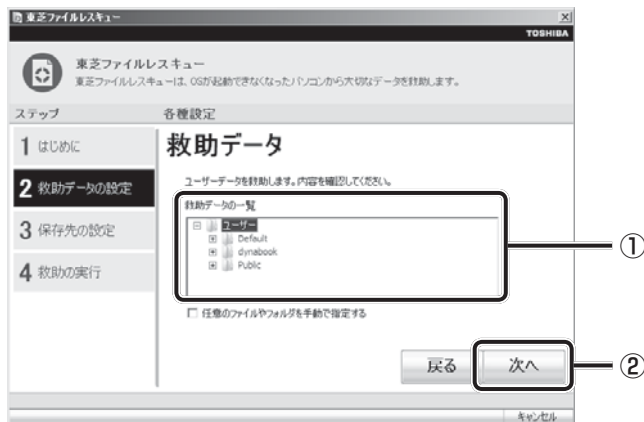 東芝ファイルレスキュー
TOSHIBA
東芝ファイルレスキュー
東芝ファイルレスキューは、OSが起動できなくなったパソコンから大切なデータを救助します。
ステップ
各種設定
1 はじめに
2 救助データの設定
3 保存先の設定
4 救助の実行
救助データ
ユーザーデータを救助します。内容を確認してください。
救助データの一覧
ユーザー
Default
dynabook
Public
①
任意のファイルやフォルダを手動で指定する
戻る
次へ
②
キャンセル